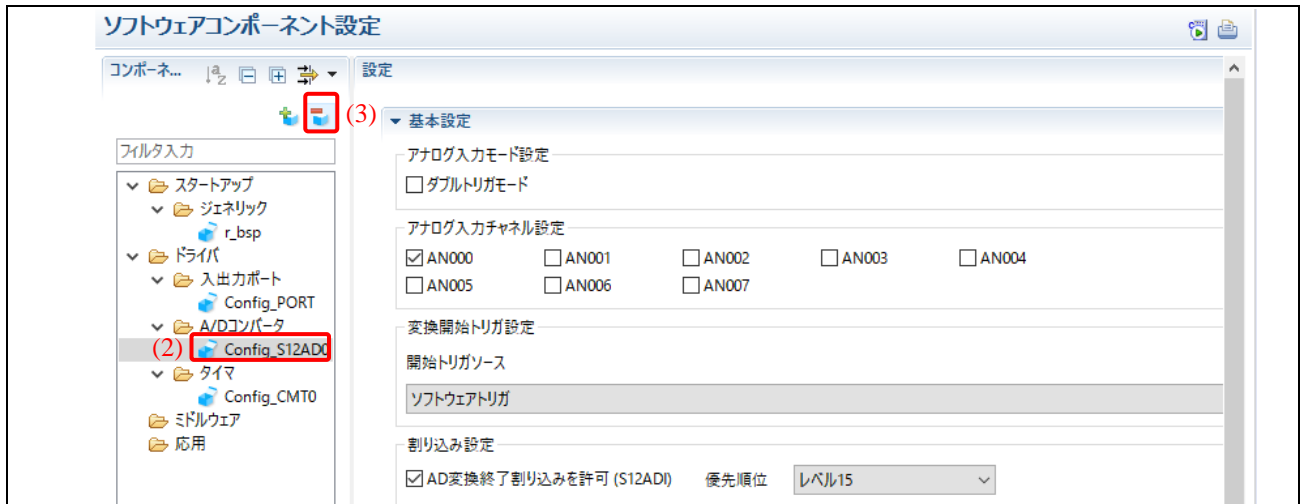 ソフトウェアコンポーネント設定
コンポーネ...
設定
(3)
フィルタ入力
スタートアップ
ジェネリック
r_bsp
ドライバ
入出力ポート
Config_PORT
A/Dコンバータ
(2) Config_S12AD0
タイマ
Config_CMT0
ミドルウェア
応用
基本設定
アナログ入力モード設定
ダブルトリガモード
アナログ入力チャネル設定
AN000 AN001 AN002 AN003 AN004
AN005 AN006 AN007
変換開始トリガ設定
開始トリガソース
ソフトウェアトリガ
割り込み設定
AD変換終了割り込みを許可 (S12ADI) 優先順位 レベル15